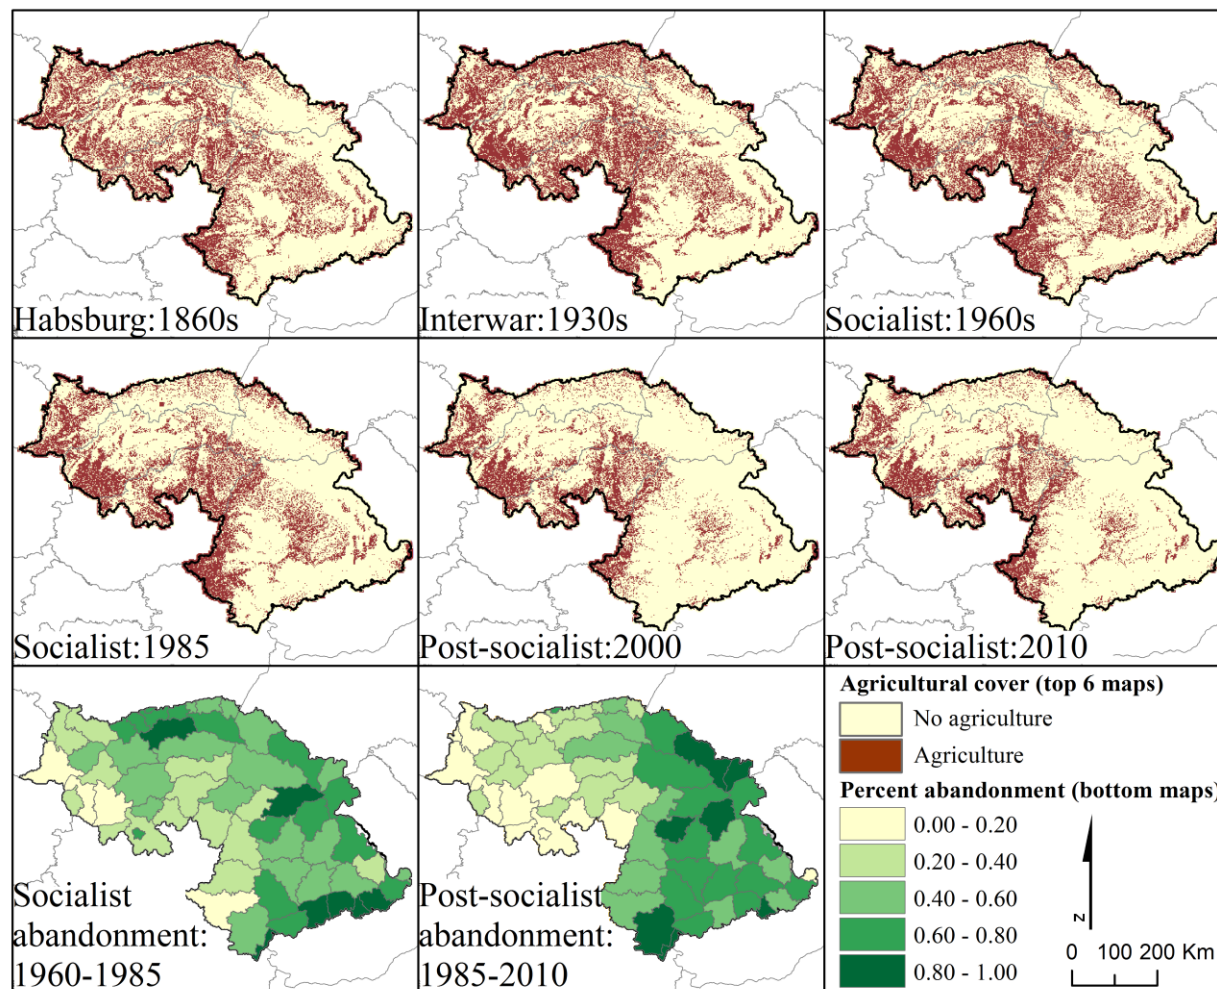 Habsburg:1860s
Interwar:1930s
Socialist:1960s
Socialist:1985
Post-socialist:2000
Post-socialist:2010
Socialist
abandonment:
1960-1985
Post-socialist
abandonment:
1985-2010
Agricultural cover (top 6 maps)
No agriculture
Agriculture
Percent abandonment (bottom maps)
0.00 - 0.20
0.20 - 0.40
0.40 - 0.60
0.60 - 0.80
0.80 - 1.00
N
0 100 200 Km